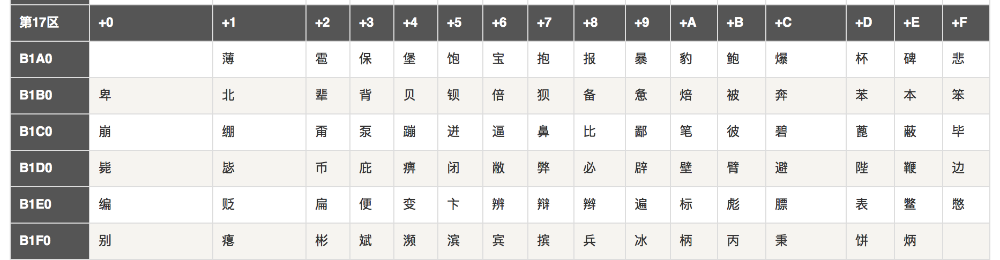 第17区 +0 +1 +2 +3 +4 +5 +6 +7 +8 +9 +A +B +C +D +E +F
B1A0 薄 雹 保 堡 饱 宝 抱 报 暴 豹 鲍 爆 杯 碑 悲
B1B0 卑 北 辈 背 贝 钡 倍 狈 备 惫 焙 被 奔 苯 本 笨
B1C0 崩 绷 甭 泵 蹦 迸 逼 鼻 比 鄙 笔 彼 碧 蓖 蔽 毕
B1D0 毙 毖 币 庇 痹 闭 敝 弊 必 辟 壁 臂 避 陛 鞭 边
B1E0 编 贬 扁 便 变 卞 辨 辩 辫 遍 标 彪 膘 表 鳖 憋
B1F0 别 瘪 彬 斌 濒 滨 宾 摈 兵 冰 柄 丙 秉 饼 炳